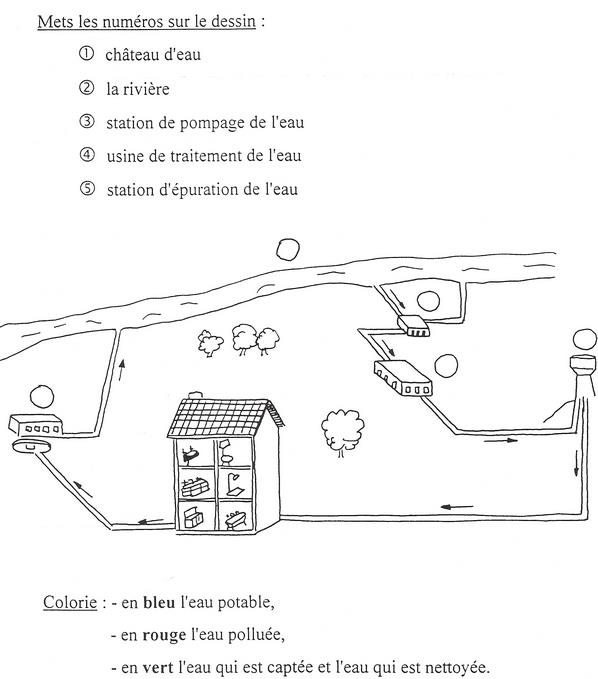 Mets les numéros sur le dessin :
① château d'eau
② la rivière
③ station de pompage de l'eau
④ usine de traitement de l'eau
⑤ station d'épuration de l'eau
Colorie : - en bleu l'eau potable,
- en rouge l'eau polluée,
- en vert l'eau qui est captée et l'eau qui est nettoyée.